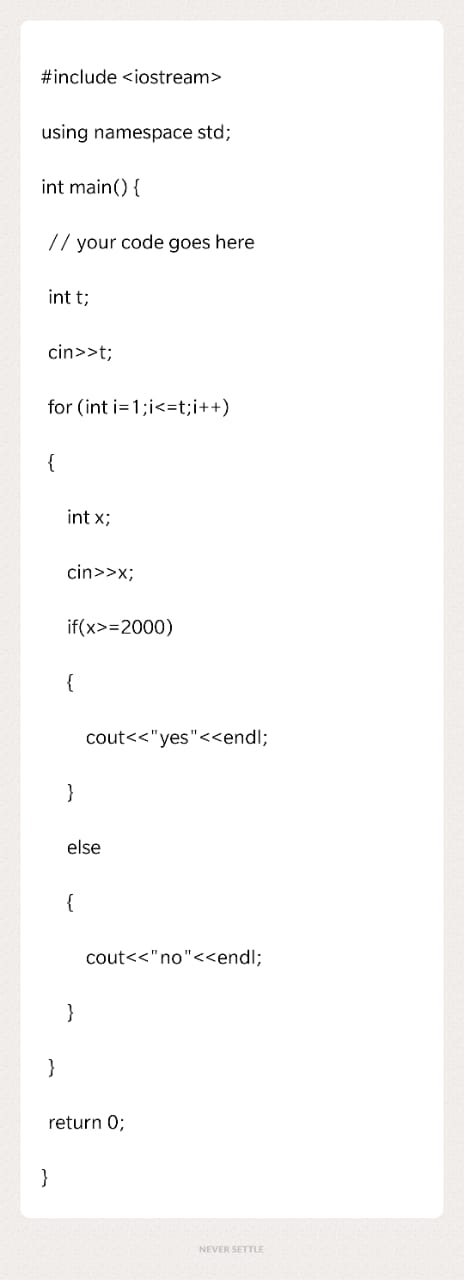 #include <iostream>
using namespace std;
int main() {
// your code goes here
int t;
cin>>t;
for (int i=1;i<=t;i++)
{
int x;
cin>>x;
if(x>=2000)
{
cout<<"yes"<<endl;
}
else
{
cout<<"no"<<endl;
}
}
return 0;
}
NEVER SETTLE